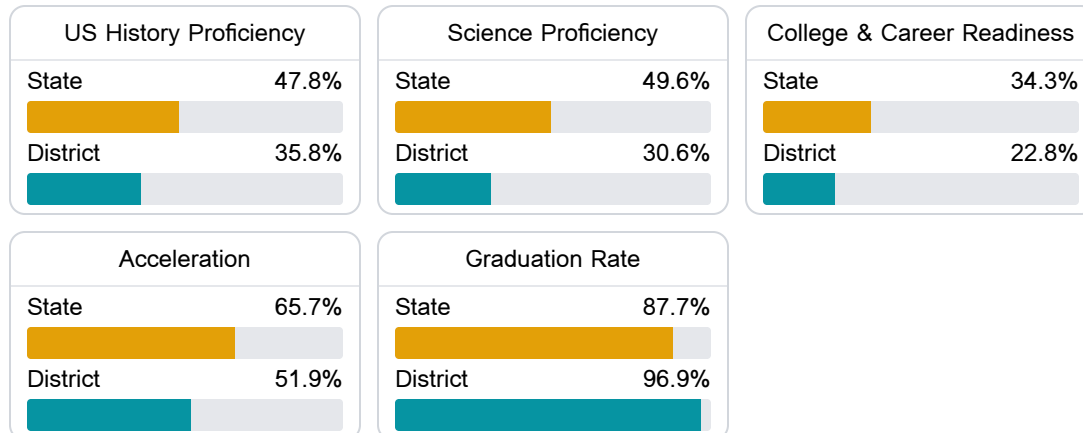 US History Proficiency
State 47.8%
District 35.8%
Science Proficiency
State 49.6%
District 30.6%
College & Career Readiness
State 34.3%
District 22.8%
Acceleration
State 65.7%
District 51.9%
Graduation Rate
State 87.7%
District 96.9%